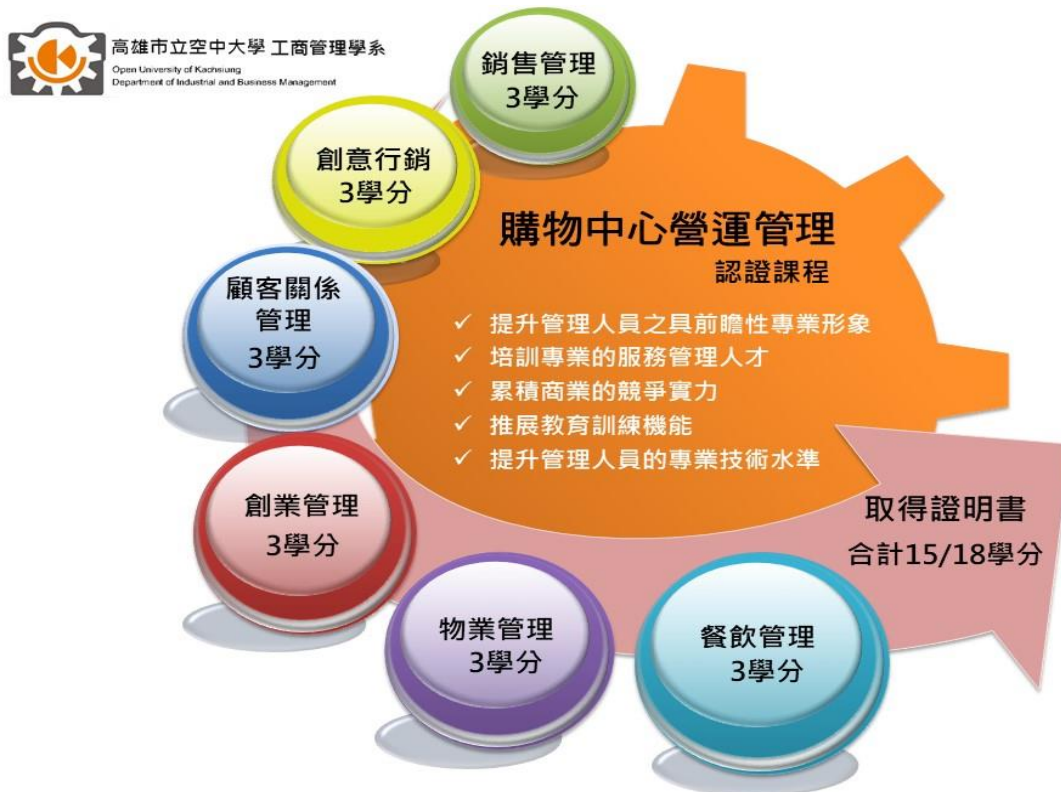 高雄市立空中大學 工商管理學系
Open University of Kaohsiung
Department of Industrial and Business Management
銷售管理
3學分
創意行銷
3學分
顧客關係
管理
3學分
創業管理
3學分
物業管理
3學分
餐飲管理
3學分
購物中心營運管理
認證課程
✓ 提升管理人員之具前瞻性專業形象
✓ 培訓專業的服務管理人才
✓ 累積商業的競爭實力
✓ 推展教育訓練機能
✓ 提升管理人員的專業技術水準
取得證明書
合計15/18學分